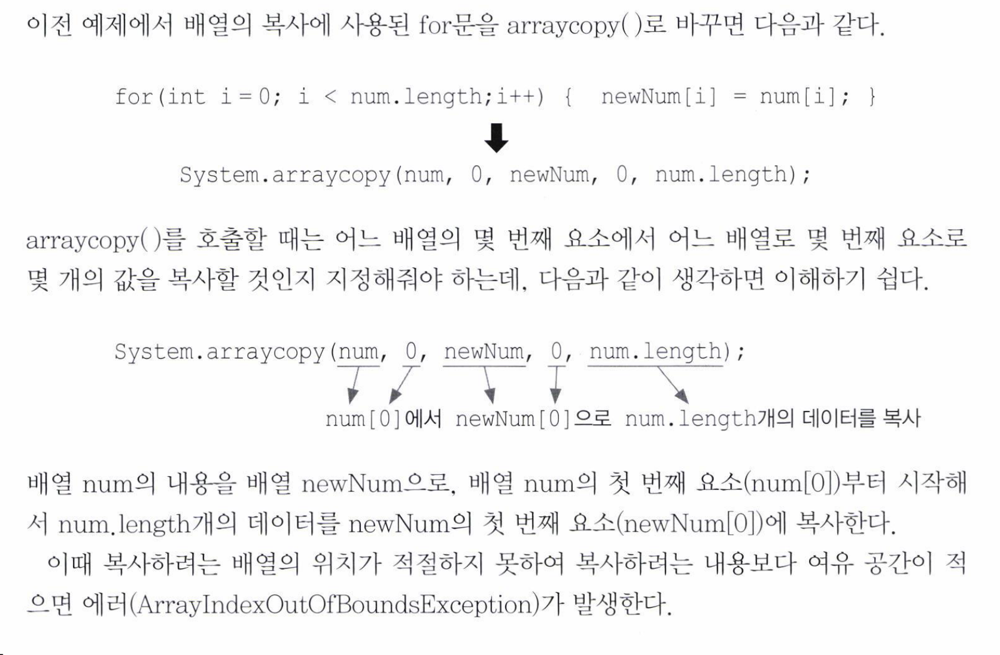 이전 예제에서 배열의 복사에 사용된 for문을 arraycopy( )로 바꾸면 다음과 같다.
for(int i=0; i < num.length;i++) { newNum[i] = num[i]; }
System.arraycopy(num, 0, newNum, 0, num.length);
arraycopy( )를 호출할 때는 어느 배열의 몇 번째 요소에서 어느 배열로 몇 번째 요소로
몇 개의 값을 복사할 것인지 지정해줘야 하는데, 다음과 같이 생각하면 이해하기 쉽다.
System.arraycopy(num, 0, newNum, 0, num.length);
num[0]에서 newNum[0]으로 num.length개의 데이터를 복사
배열 num의 내용을 배열 newNum으로, 배열 num의 첫 번째 요소(num[0])부터 시작해
서 num.length개의 데이터를 newNum의 첫 번째 요소(newNum[0])에 복사한다.
이때 복사하려는 배열의 위치가 적절하지 못하여 복사하려는 내용보다 여유 공간이 적
으면 에러(ArrayIndexOutOfBoundsException)가 발생한다.